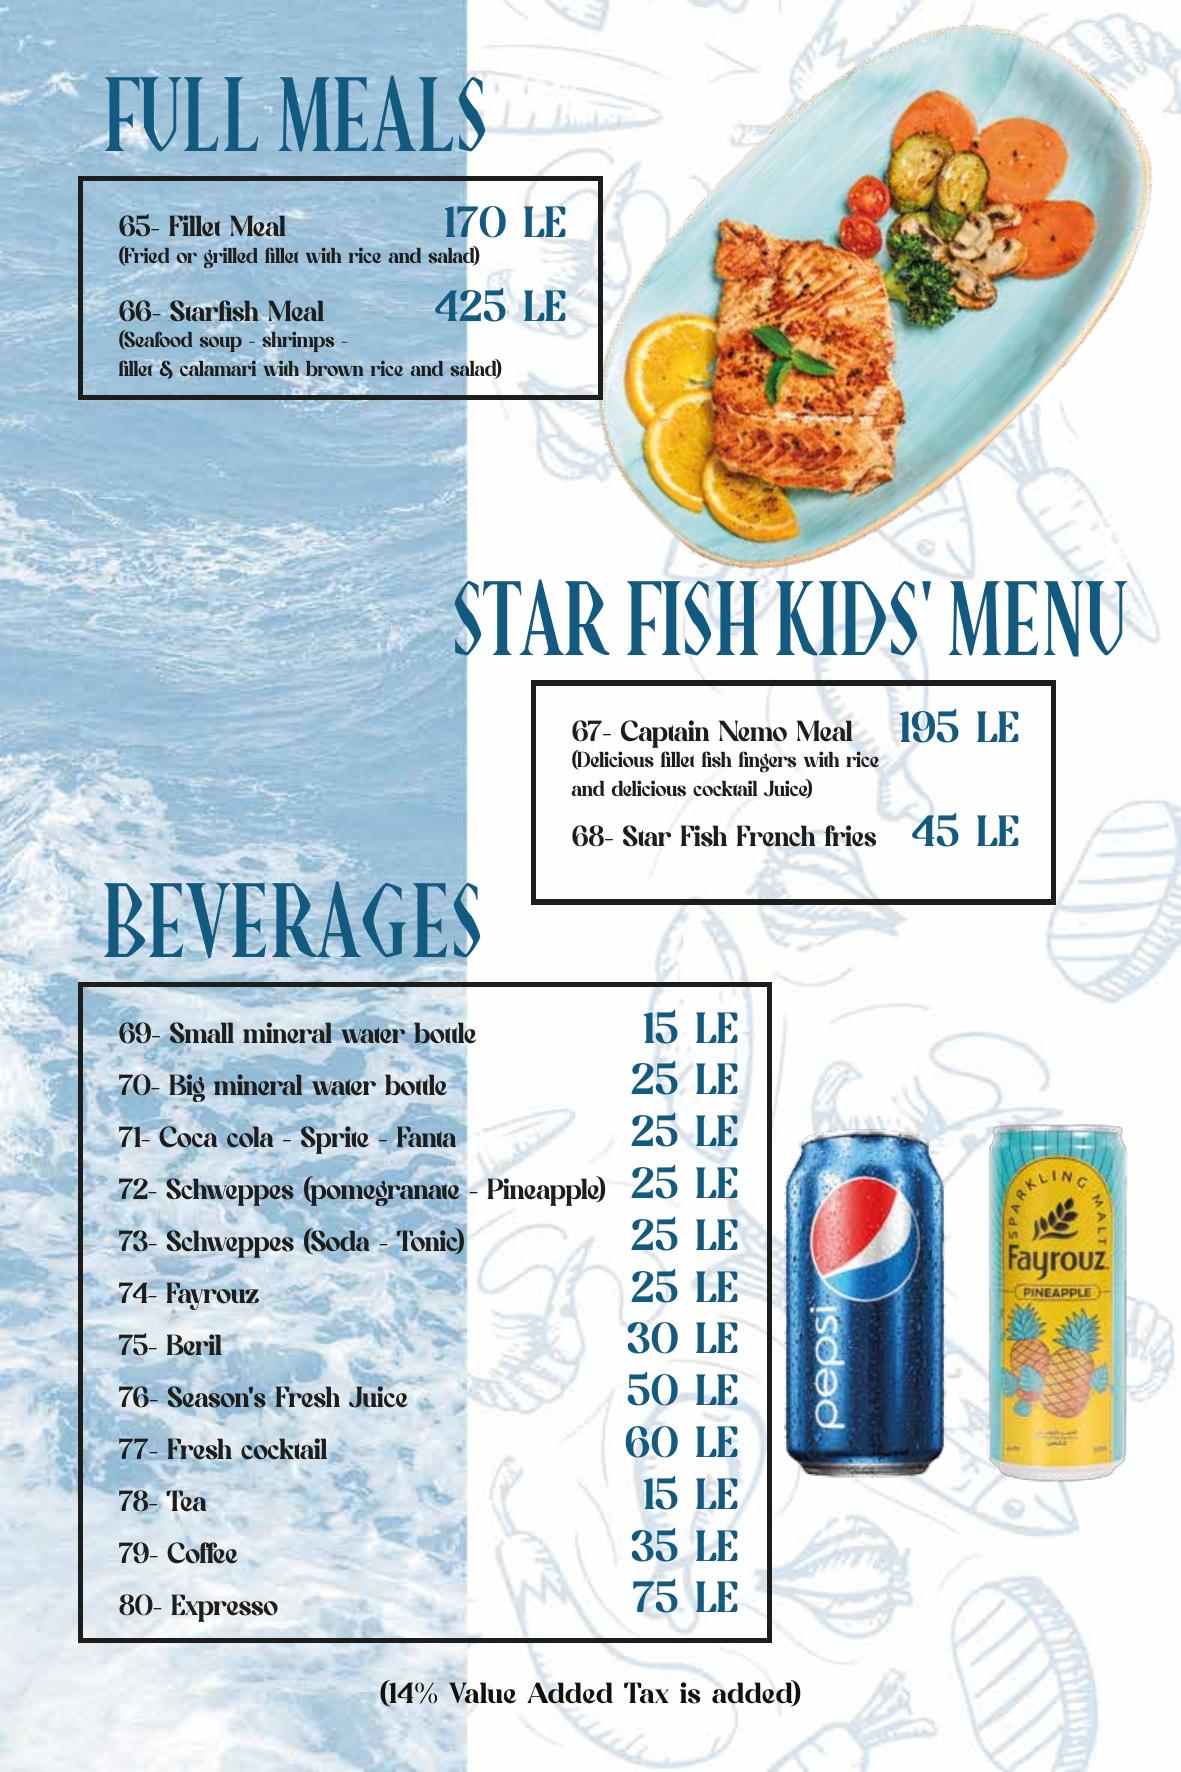 FULL MEALS
65- Fillet Meal 170 LE
(Fried or grilled fillet with rice and salad)
66- Starfish Meal 425 LE
(Seafood soup - shrimps -
fillet & calamari with brown rice and salad)
STAR FISH KIDS' MENU
67- Captain Nemo Meal 195 LE
(Delicious fillet fish fingers with rice
and delicious cocktail Juice)
68- Star Fish French fries 45 LE
BEVERAGES
69- Small mineral water bottle 15 LE
70- Big mineral water bottle 25 LE
71- Coca cola - Sprite - Fanta 25 LE
72- Schweppes (pomegranate - Pineapple) 25 LE
73- Schweppes (Soda - Tonic) 25 LE
74- Fayrouz 25 LE
75- Beril 30 LE
76- Season's Fresh Juice 50 LE
77- Fresh cocktail 60 LE
78- Tea 15 LE
79- Coffee 35 LE
80- Expresso 75 LE
pepsi
SPARKLING MALT
Fayrouz
PINEAPPLE
(14% Value Added Tax is added)